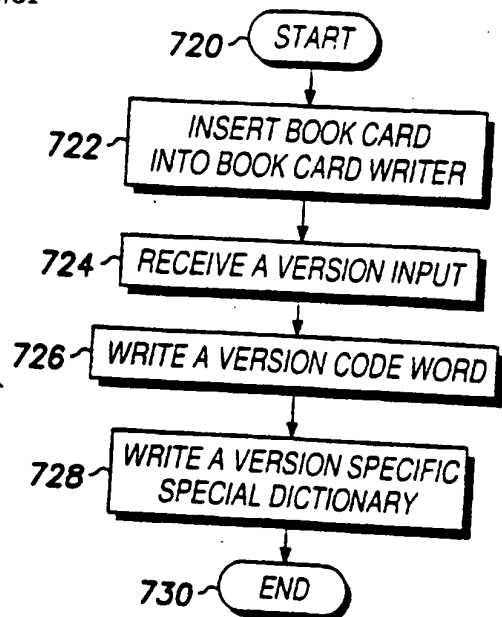 720 START
722 INSERT BOOK CARD
INTO BOOK CARD WRITER
724 RECEIVE A VERSION INPUT
726 WRITE A VERSION CODE WORD
728 WRITE A VERSION SPECIFIC
SPECIAL DICTIONARY
730 END